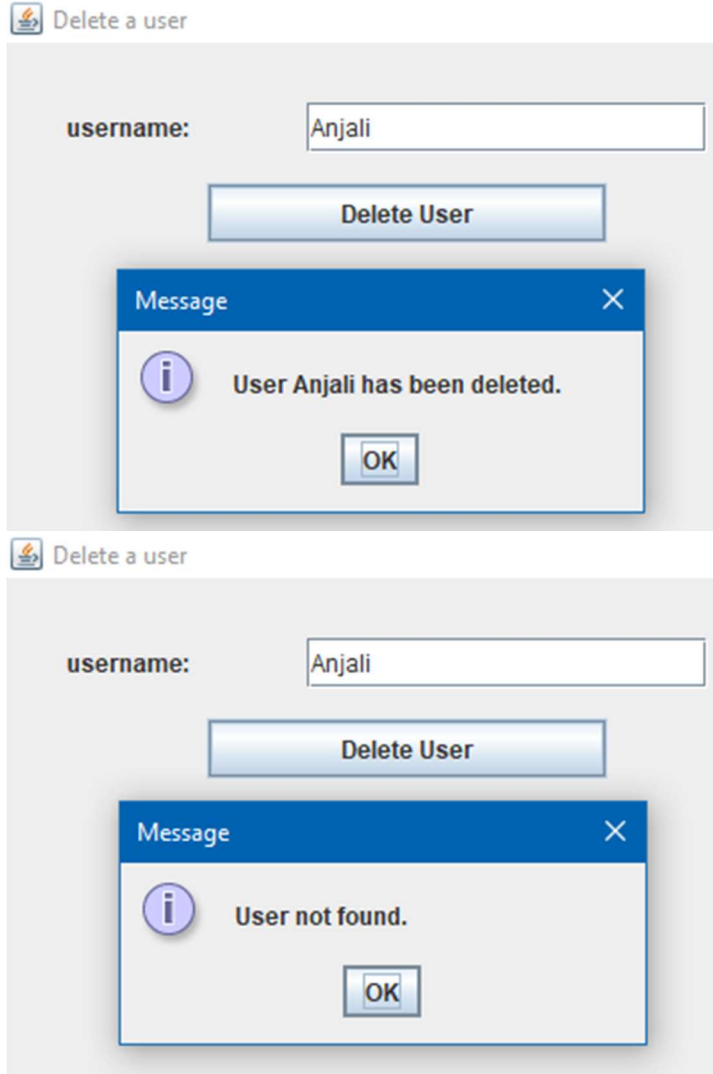 Delete a user
username: Anjali
Delete User
Message
i
User Anjali has been deleted.
OK
Delete a user
username: Anjali
Delete User
Message
i
User not found.
OK